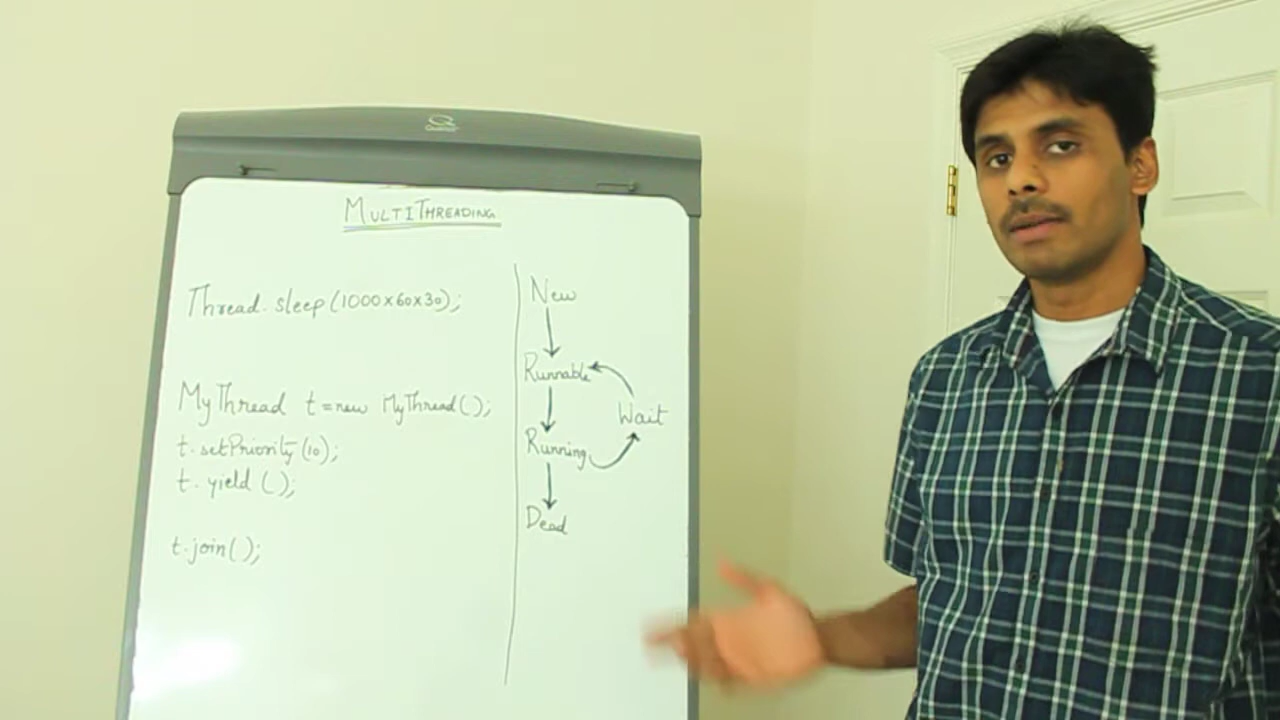 MULTITHREADING
Thread.sleep(1000x60x30);
MyThread t=new MyThread();
t.setPriority(10);
t.yield();
t.join();
New
Runnable
Wait
Running
Dead